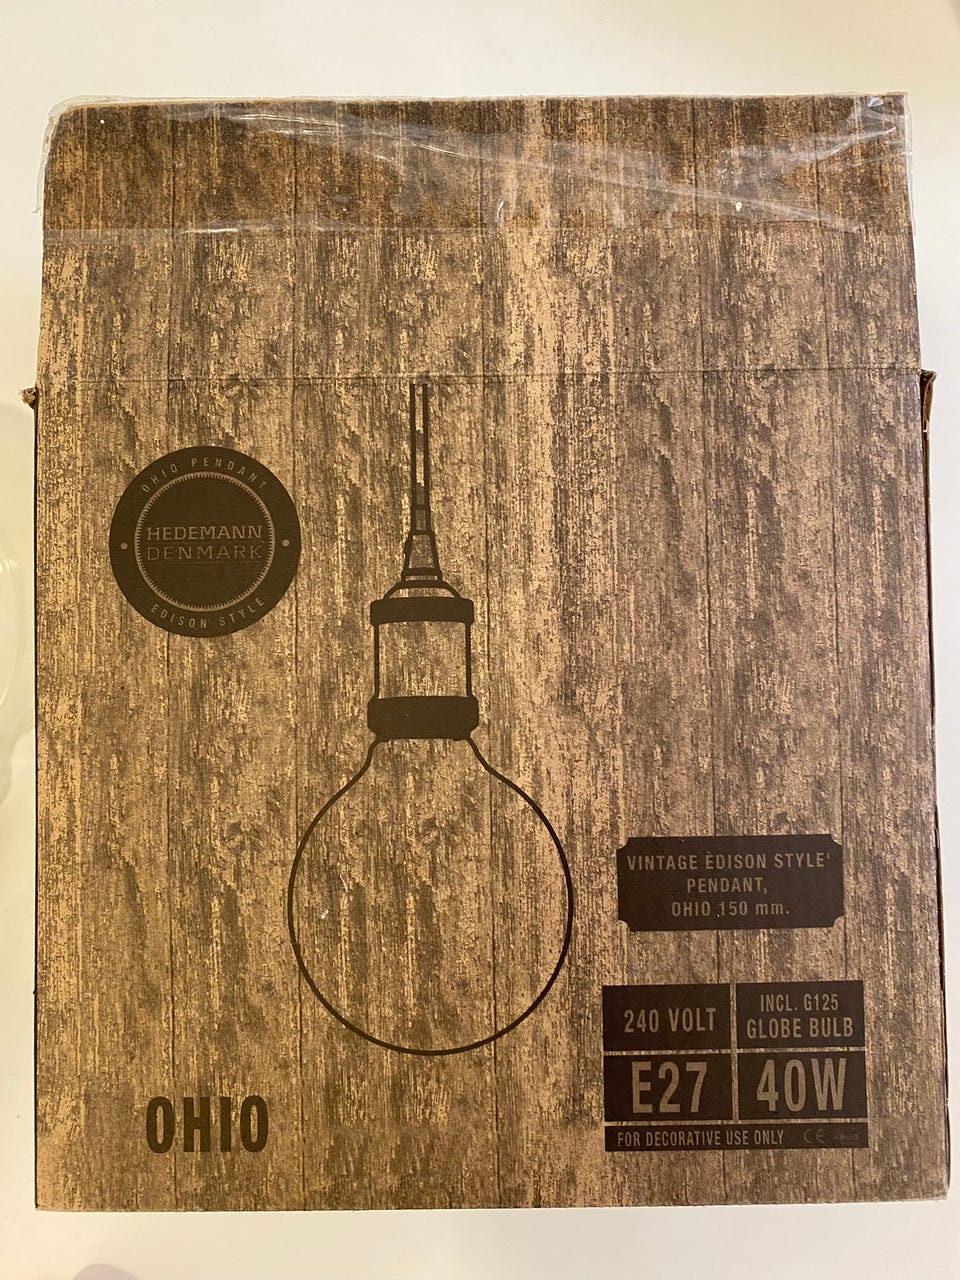 OHIO PENDANT
HEDEMANN
DENMARK
EDISON STYLE
VINTAGE EDISON STYLE'
PENDANT,
OHIO 150 mm.
240 VOLT
INCL. G125
GLOBE BULB
E27
40W
FOR DECORATIVE USE ONLY CE
OHIO